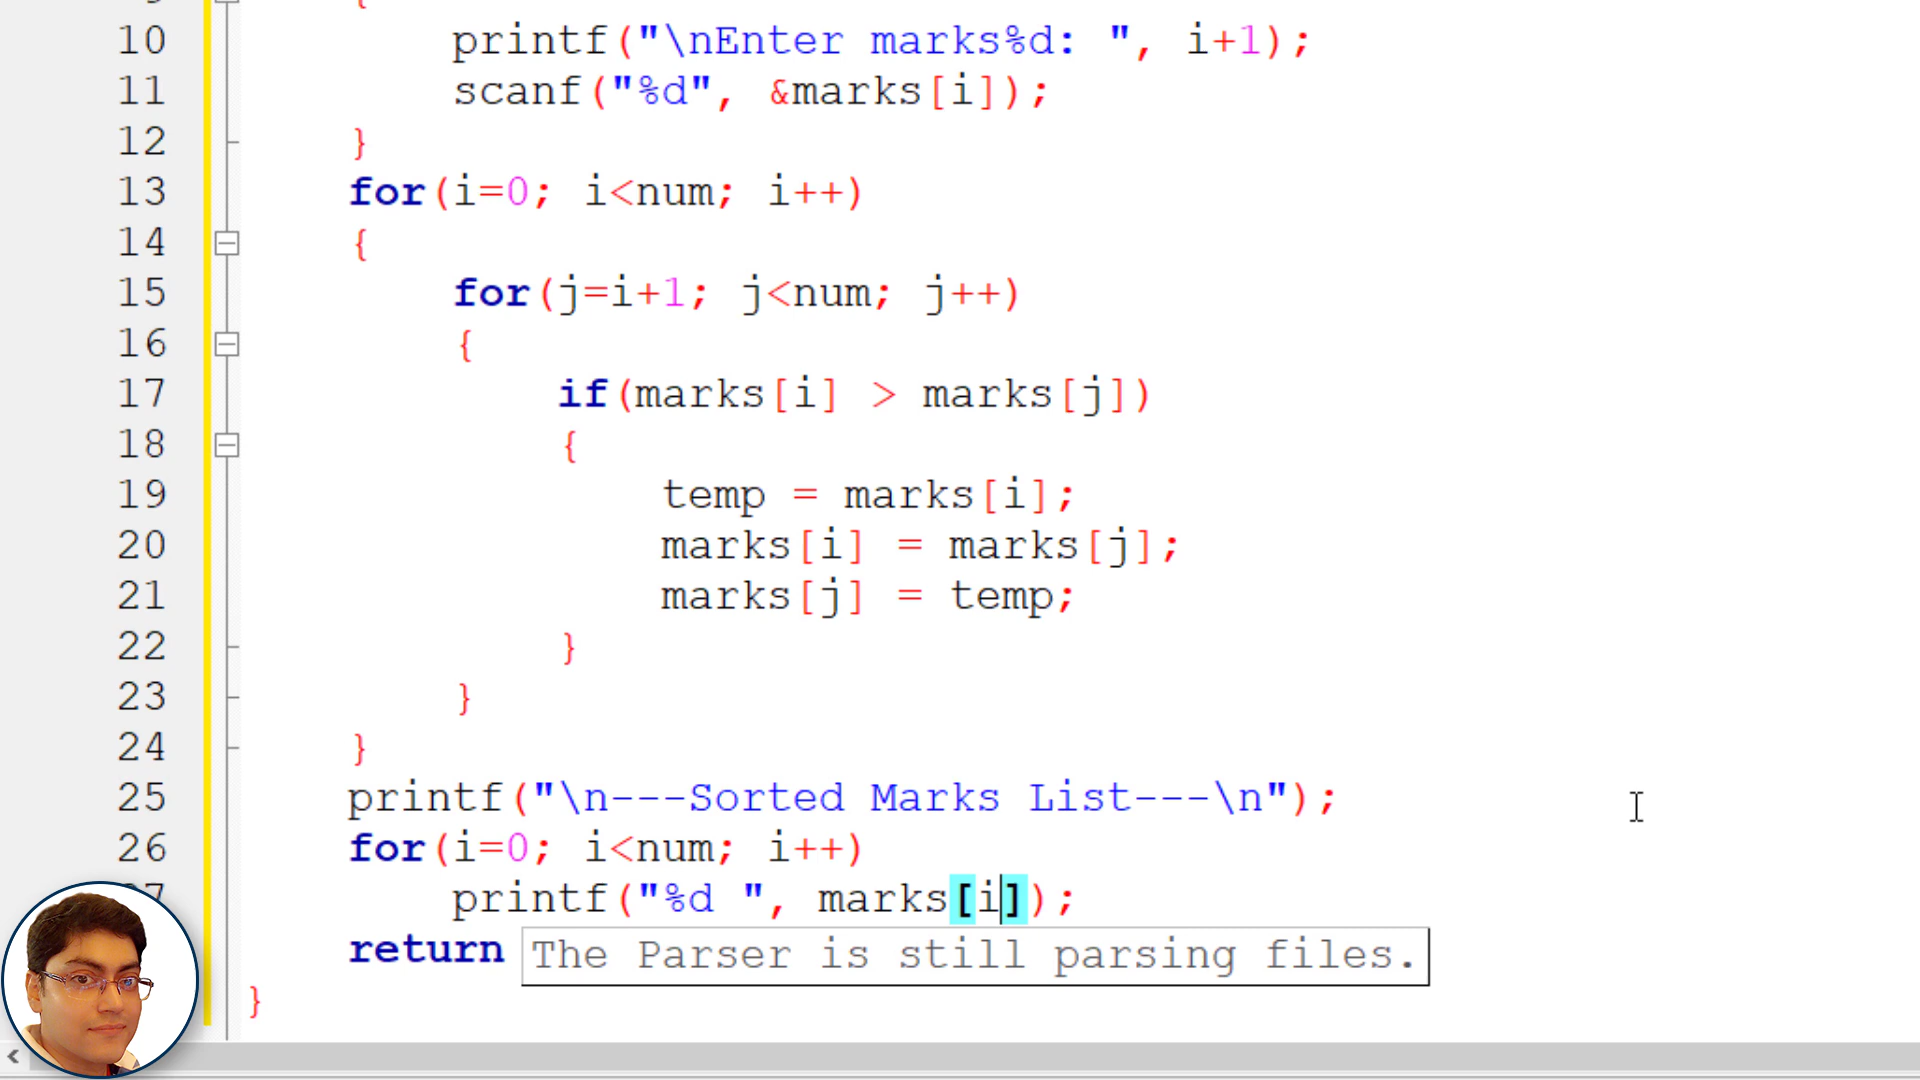 {
10 printf("\nEnter marks%d: ", i+1);
11 scanf("%d", &marks[i]);
12 }
13 for(i=0; i<num; i++)
14 {
15 for(j=i+1; j<num; j++)
16 {
17 if(marks[i] > marks[j])
18 {
19 temp = marks[i];
20 marks[i] = marks[j];
21 marks[j] = temp;
22 }
23 }
24 }
25 printf("\n---Sorted Marks List---\n");
26 for(i=0; i<num; i++)
printf("%d ", marks[i]);
return
The Parser is still parsing files.
}